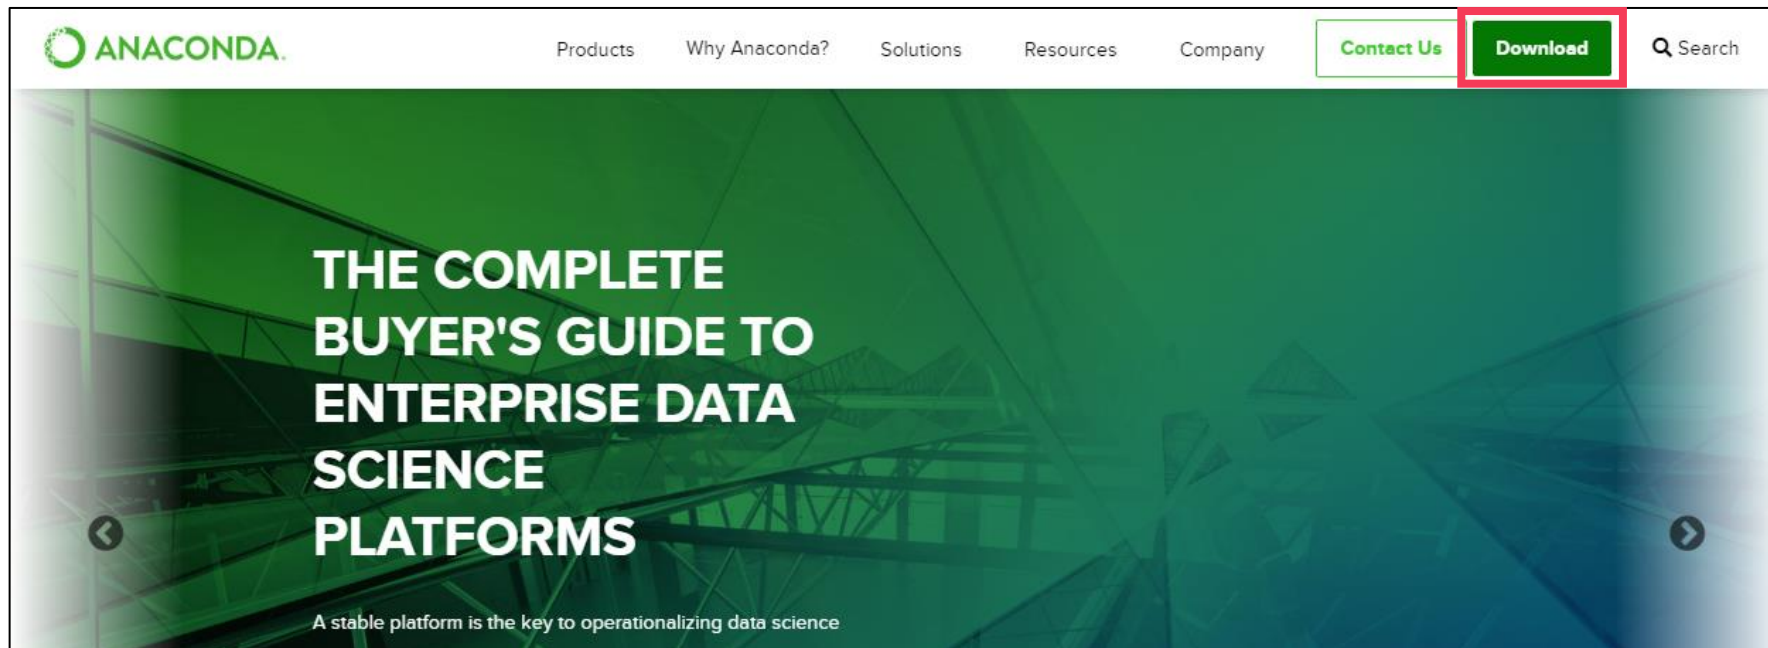 ANACONDA.
Products Why Anaconda? Solutions Resources Company Contact Us Download Search
THE COMPLETE
BUYER'S GUIDE TO
ENTERPRISE DATA
SCIENCE
PLATFORMS
A stable platform is the key to operationalizing data science